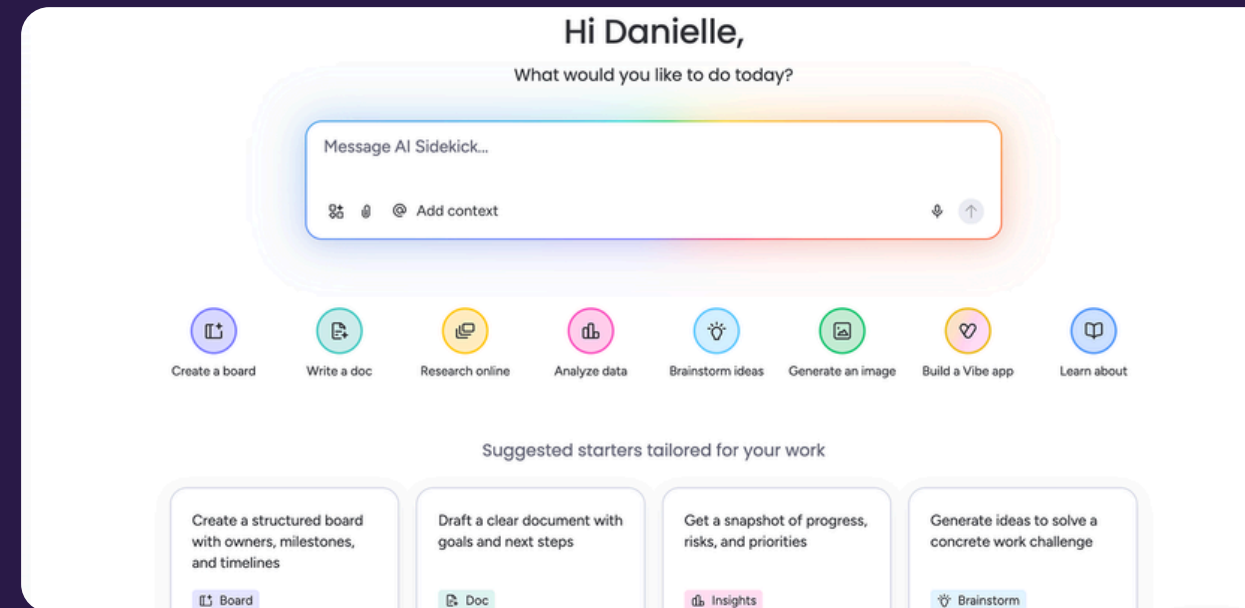 Hi Danielle,
What would you like to do today?
Message AI Sidekick...
Add context
Create a board
Write a doc
Research online
Analyze data
Brainstorm ideas
Generate an image
Build a Vibe app
Learn about
Suggested starters tailored for your work
Create a structured board
with owners, milestones,
and timelines
Board
Draft a clear document with
goals and next steps
Doc
Get a snapshot of progress,
risks, and priorities
Insights
Generate ideas to solve a
concrete work challenge
Brainstorm